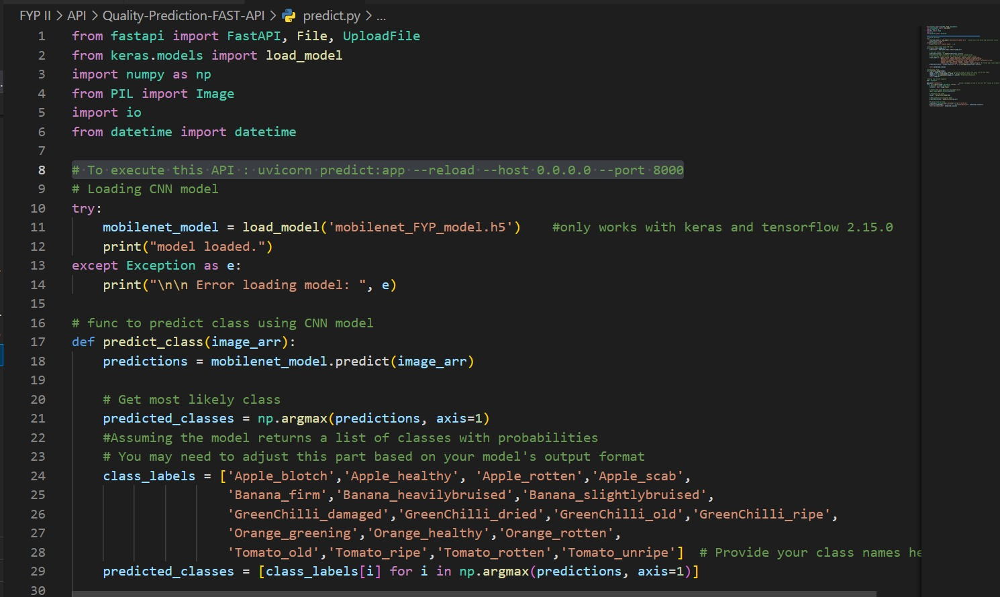 FYP II > API > Quality-Prediction-FAST-API > predict.py > ...
1 from fastapi import FastAPI, File, UploadFile
2 from keras.models import load_model
3 import numpy as np
4 from PIL import Image
5 import io
6 from datetime import datetime
7
8 # To execute this API : uvicorn predict:app --reload --host 0.0.0.0 --port 8000
9 # Loading CNN model
10 try:
11     mobilenet_model = load_model('mobilenet_FYP_model.h5')    #only works with keras and tensorflow 2.15.0
12     print("model loaded.")
13 except Exception as e:
14     print("\n\n Error loading model: ", e)
15
16 # func to predict class using CNN model
17 def predict_class(image_arr):
18     predictions = mobilenet_model.predict(image_arr)
19
20     # Get most likely class
21     predicted_classes = np.argmax(predictions, axis=1)
22     #Assuming the model returns a list of classes with probabilities
23     # You may need to adjust this part based on your model's output format
24     class_labels = ['Apple_blotch','Apple_healthy', 'Apple_rotten','Apple_scab',
25                     'Banana_firm','Banana_heavilybruised','Banana_slightlybruised',
26                     'GreenChilli_damaged','GreenChilli_dried','GreenChilli_old','GreenChilli_ripe',
27                     'Orange_greening','Orange_healthy','Orange_rotten',
28                     'Tomato_old','Tomato_ripe','Tomato_rotten','Tomato_unripe']  # Provide your class names he
29     predicted_classes = [class_labels[i] for i in np.argmax(predictions, axis=1)]
30